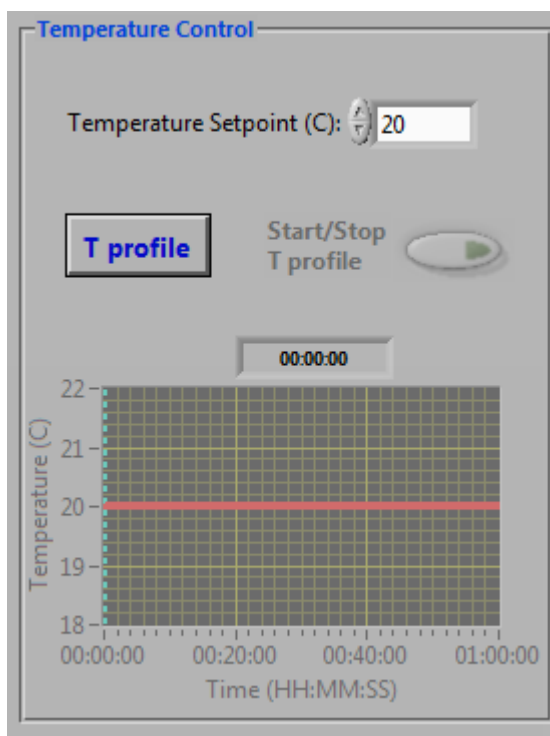 Temperature Control
Temperature Setpoint (C): 20
T profile
Start/Stop
T profile
00:00:00
22
21
20
19
18
Temperature (C)
00:00:00 00:20:00 00:40:00 01:00:00
Time (HH:MM:SS)